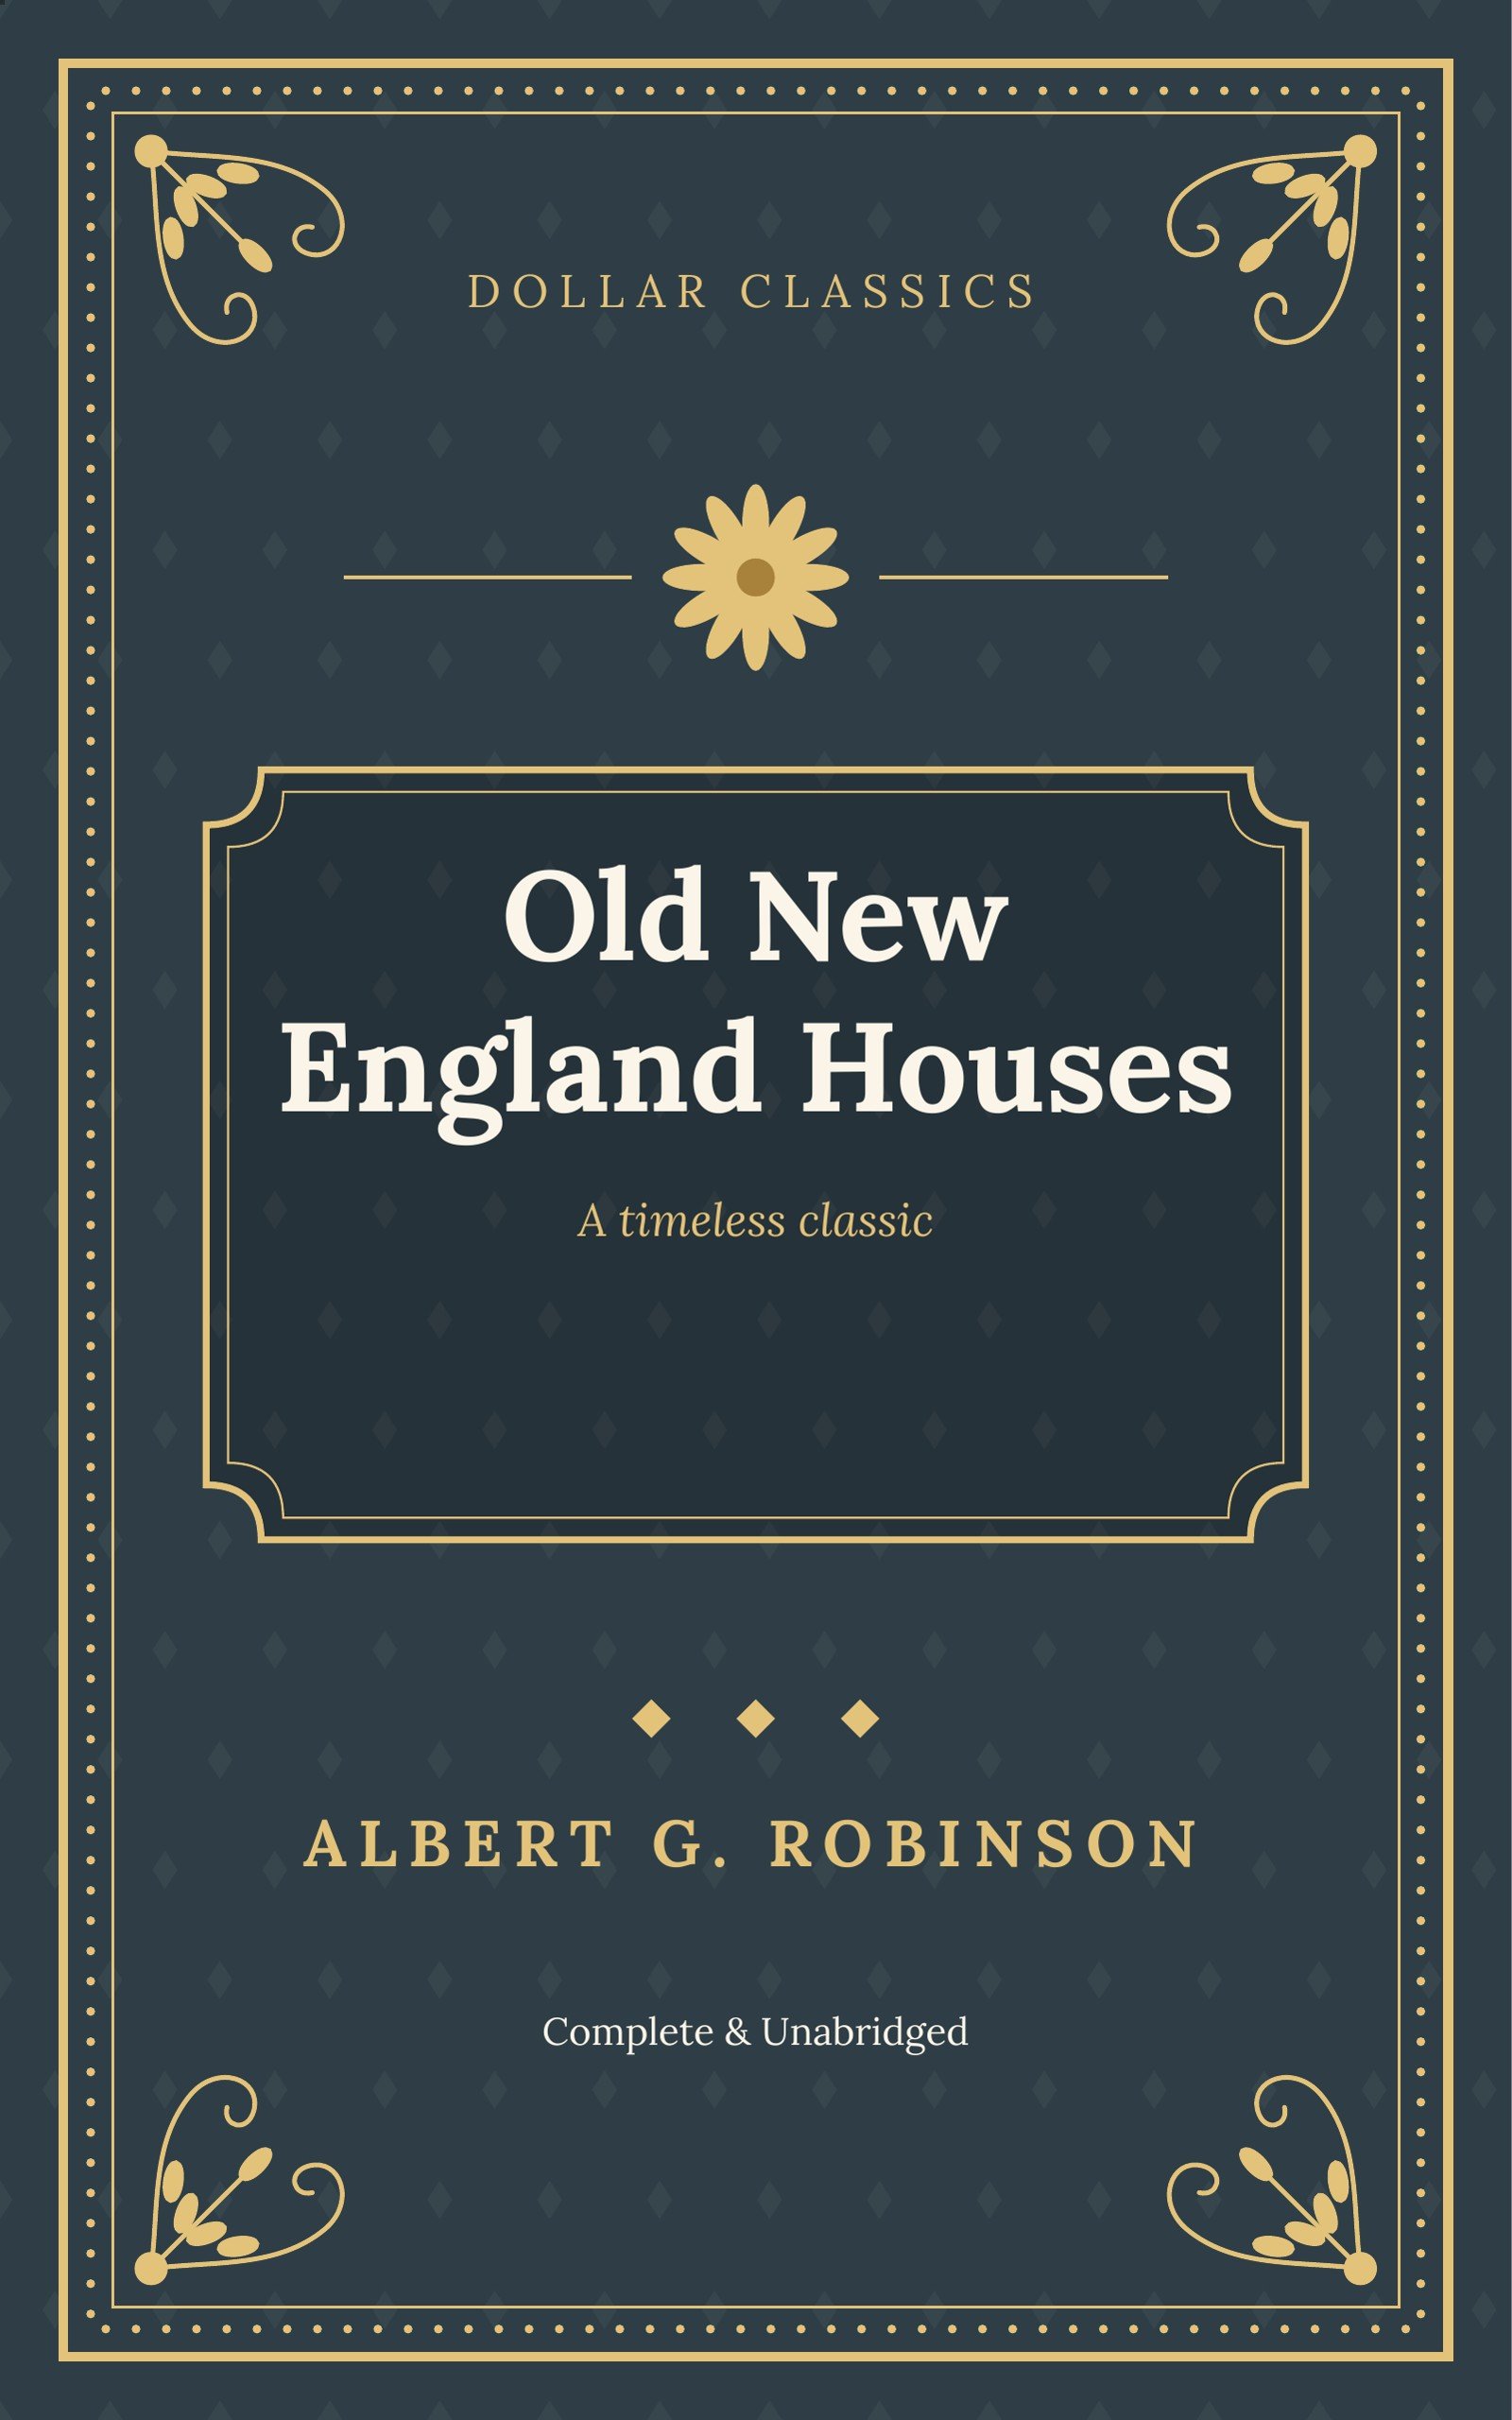 DOLLAR CLASSICS
Old New
England Houses
A timeless classic
ALBERT G. ROBINSON
Complete & Unabridged